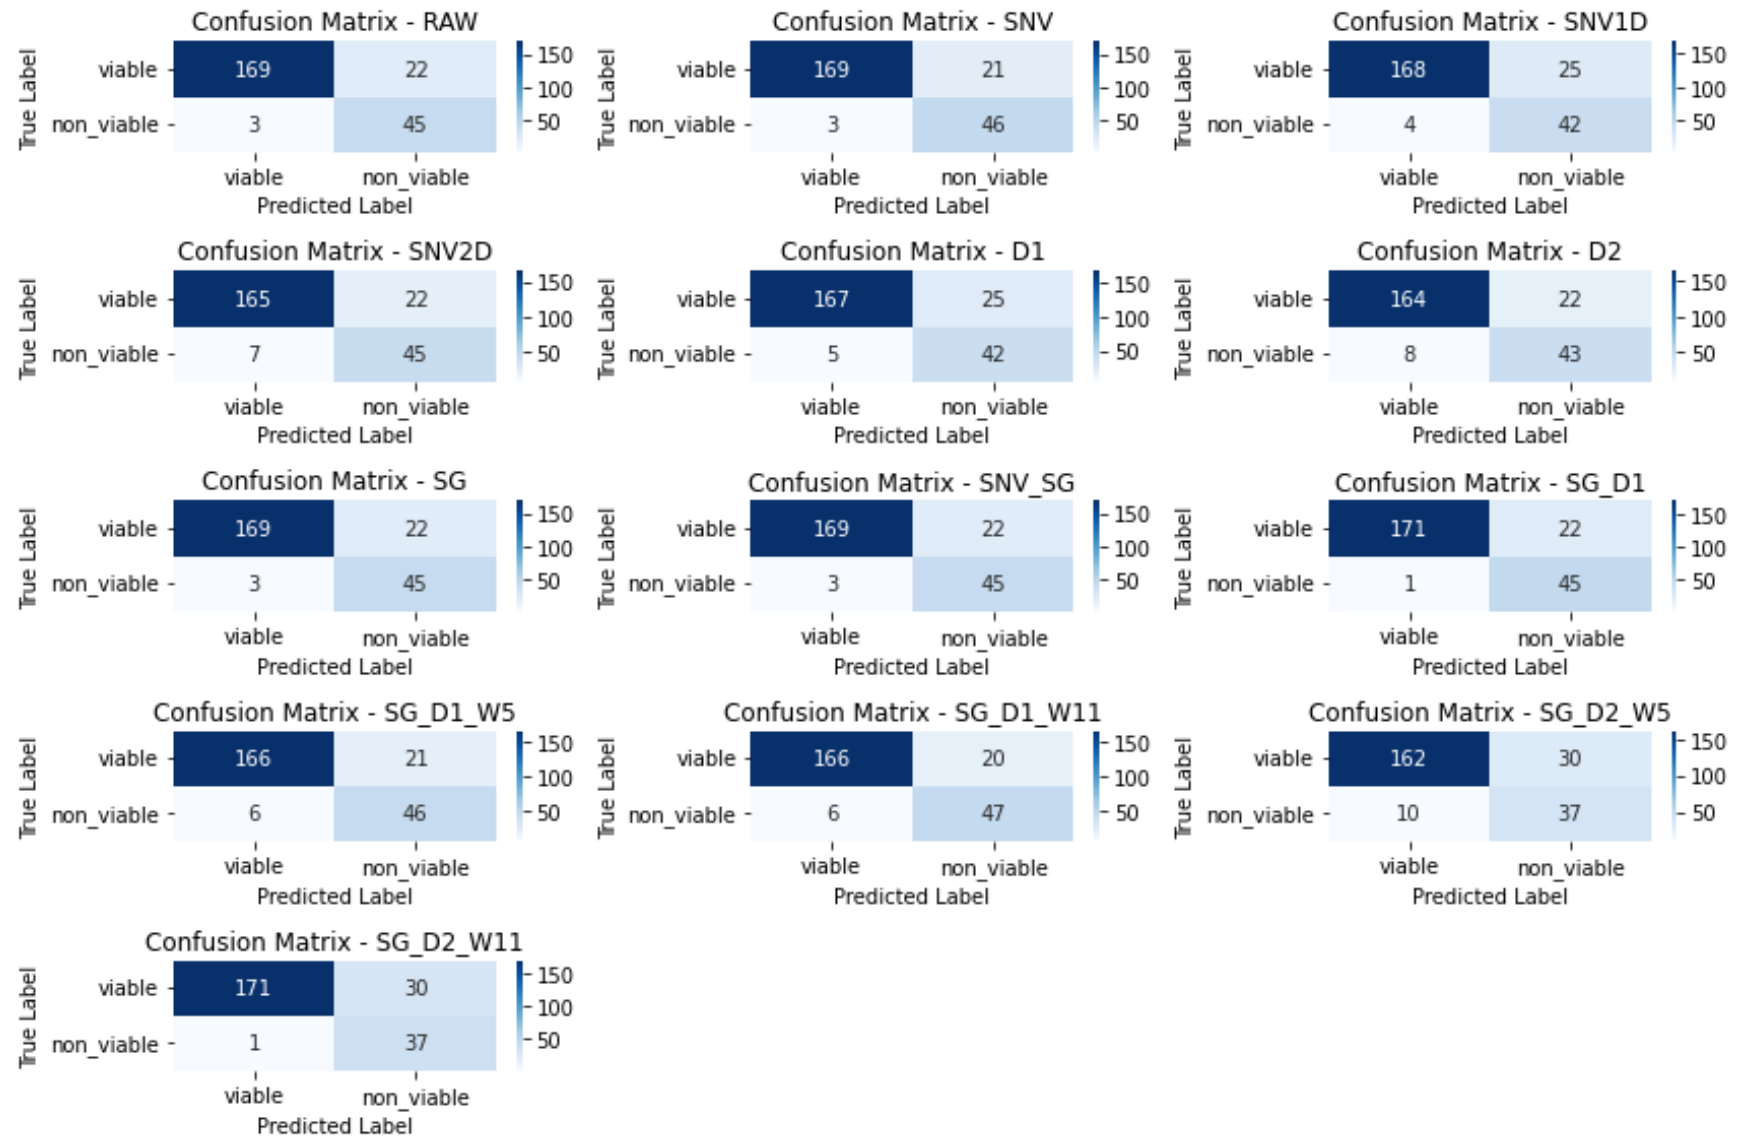 Confusion Matrix - RAW
True Label
viable
169
22
150
100
non_viable
3
45
50
viable
non_viable
Predicted Label
Confusion Matrix - SNV
True Label
viable
169
21
150
100
non_viable
3
46
50
viable
non_viable
Predicted Label
Confusion Matrix - SNV1D
True Label
viable
168
25
150
100
non_viable
4
42
50
viable
non_viable
Predicted Label
Confusion Matrix - SNV2D
True Label
viable
165
22
150
100
non_viable
7
45
50
viable
non_viable
Predicted Label
Confusion Matrix - D1
True Label
viable
167
25
150
100
non_viable
5
42
50
viable
non_viable
Predicted Label
Confusion Matrix - D2
True Label
viable
164
22
150
100
non_viable
8
43
50
viable
non_viable
Predicted Label
Confusion Matrix - SG
True Label
viable
169
22
150
100
non_viable
3
45
50
viable
non_viable
Predicted Label
Confusion Matrix - SNV_SG
True Label
viable
169
22
150
100
non_viable
3
45
50
viable
non_viable
Predicted Label
Confusion Matrix - SG_D1
True Label
viable
171
22
150
100
non_viable
1
45
50
viable
non_viable
Predicted Label
Confusion Matrix - SG_D1_W5
True Label
viable
166
21
150
100
non_viable
6
46
50
viable
non_viable
Predicted Label
Confusion Matrix - SG_D1_W11
True Label
viable
166
20
150
100
non_viable
6
47
50
viable
non_viable
Predicted Label
Confusion Matrix - SG_D2_W5
True Label
viable
162
30
150
100
non_viable
10
37
50
viable
non_viable
Predicted Label
Confusion Matrix - SG_D2_W11
True Label
viable
171
30
150
100
non_viable
1
37
50
viable
non_viable
Predicted Label